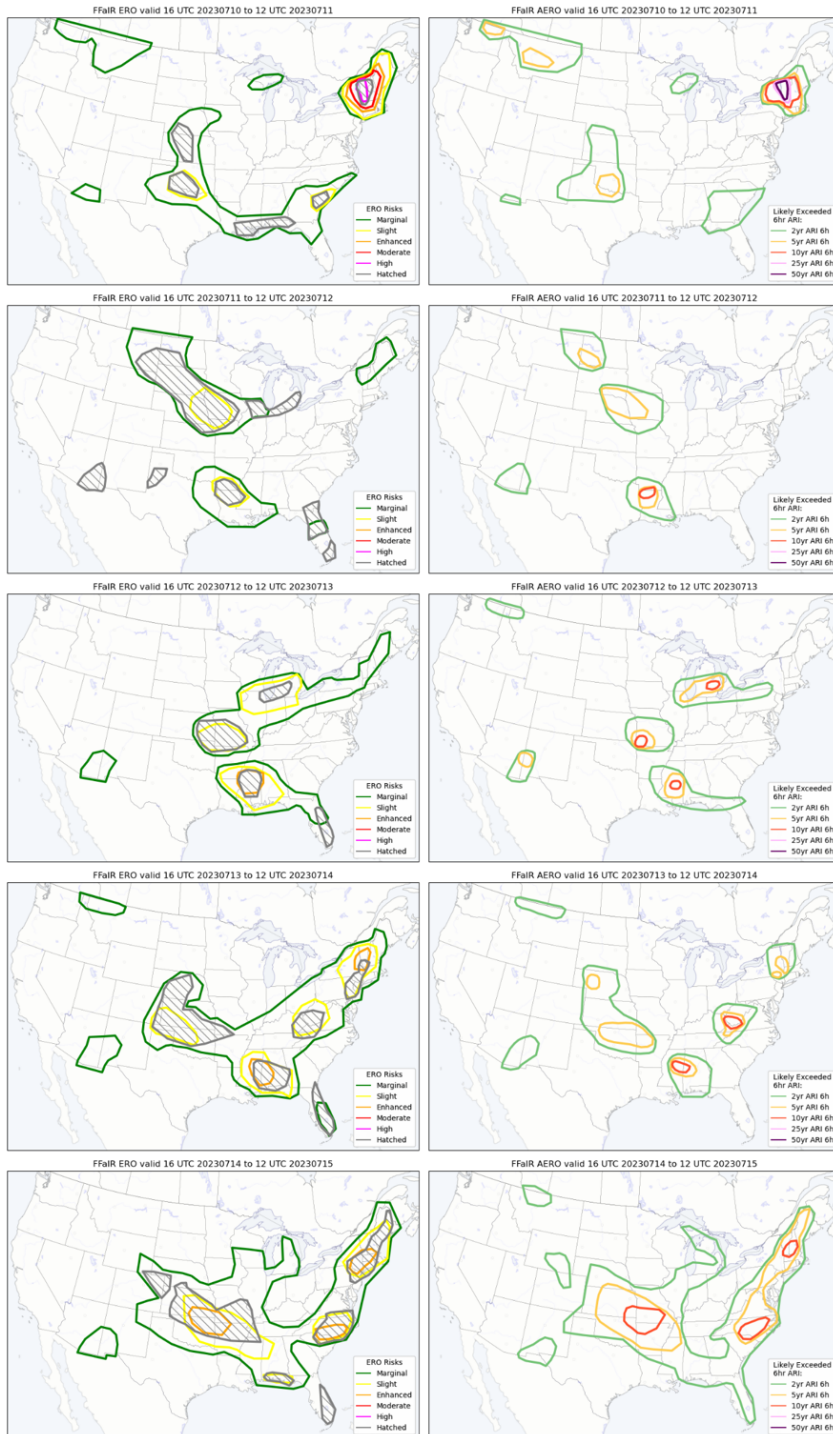 FFaIR ERO valid 16 UTC 20230710 to 12 UTC 20230711
ERO Risks
Marginal
Slight
Enhanced
Moderate
High
Hatched
FFaIR AERO valid 16 UTC 20230710 to 12 UTC 20230711
Likely Exceeded
6hr ARI:
2yr ARI 6h
5yr ARI 6h
10yr ARI 6h
25yr ARI 6h
50yr ARI 6h
FFaIR ERO valid 16 UTC 20230711 to 12 UTC 20230712
ERO Risks
Marginal
Slight
Enhanced
Moderate
High
Hatched
FFaIR AERO valid 16 UTC 20230711 to 12 UTC 20230712
Likely Exceeded
6hr ARI:
2yr ARI 6h
5yr ARI 6h
10yr ARI 6h
25yr ARI 6h
50yr ARI 6h
FFaIR ERO valid 16 UTC 20230712 to 12 UTC 20230713
ERO Risks
Marginal
Slight
Enhanced
Moderate
High
Hatched
FFaIR AERO valid 16 UTC 20230712 to 12 UTC 20230713
Likely Exceeded
6hr ARI:
2yr ARI 6h
5yr ARI 6h
10yr ARI 6h
25yr ARI 6h
50yr ARI 6h
FFaIR ERO valid 16 UTC 20230713 to 12 UTC 20230714
ERO Risks
Marginal
Slight
Enhanced
Moderate
High
Hatched
FFaIR AERO valid 16 UTC 20230713 to 12 UTC 20230714
Likely Exceeded
6hr ARI:
2yr ARI 6h
5yr ARI 6h
10yr ARI 6h
25yr ARI 6h
50yr ARI 6h
FFaIR ERO valid 16 UTC 20230714 to 12 UTC 20230715
ERO Risks
Marginal
Slight
Enhanced
Moderate
High
Hatched
FFaIR AERO valid 16 UTC 20230714 to 12 UTC 20230715
Likely Exceeded
6hr ARI:
2yr ARI 6h
5yr ARI 6h
10yr ARI 6h
25yr ARI 6h
50yr ARI 6h